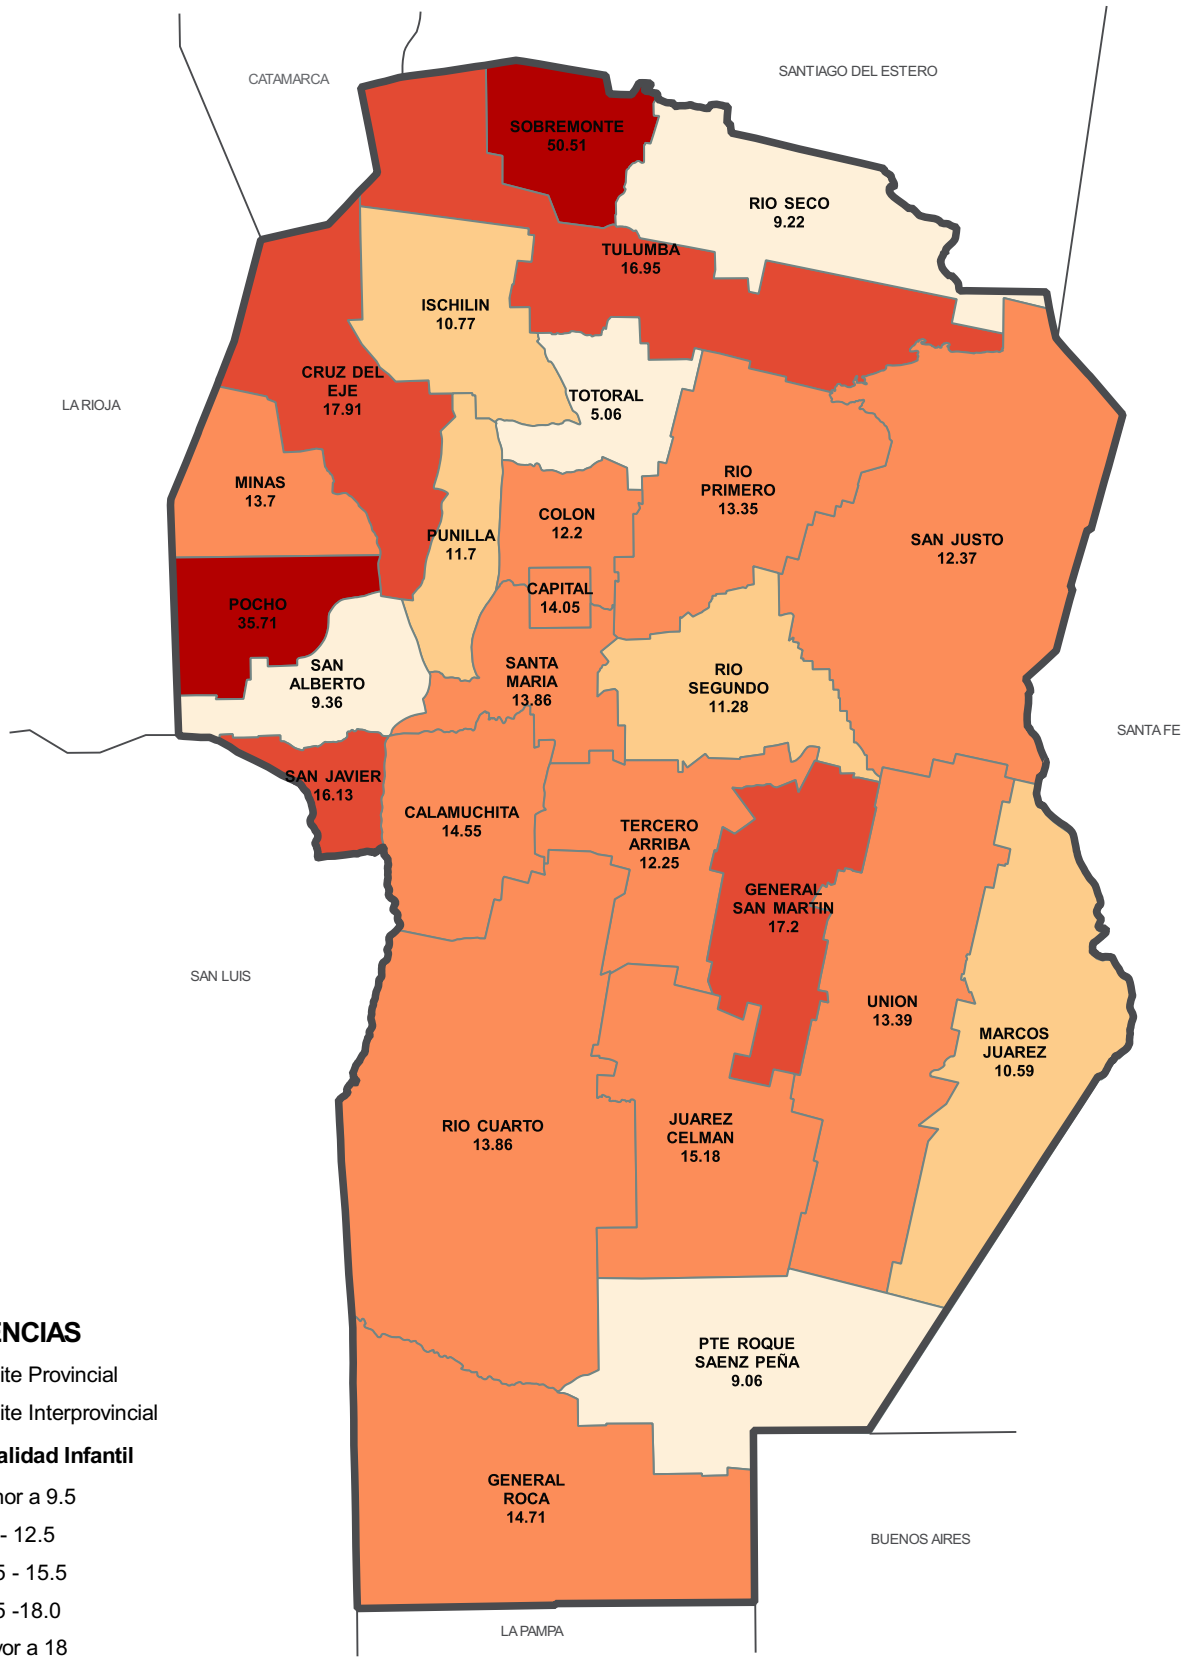 CATAMARCA
SANTIAGO DEL ESTERO
SOBREMONTE
50.51
RIO SECO
9.22
TULUMBA
16.95
ISCHILIN
10.77
CRUZ DEL
EJE
17.91
TOTORAL
5.06
LA RIOJA
MINAS
13.7
RIO
PRIMERO
13.35
COLON
12.2
PUNILLA
11.7
SAN JUSTO
12.37
CAPITAL
14.05
POCHO
35.71
SAN
ALBERTO
9.36
SANTA
MARIA
13.86
RIO
SEGUNDO
11.28
SANTA FE
SAN JAVIER
16.13
CALAMUCHITA
14.55
TERCERO
ARRIBA
12.25
GENERAL
SAN MARTIN
17.2
SAN LUIS
UNION
13.39
MARCOS
JUAREZ
10.59
RIO CUARTO
13.86
JUAREZ
CELMAN
15.18
PTE ROQUE
SAENZ PEÑA
9.06
GENERAL
ROCA
14.71
BUENOS AIRES
LA PAMPA
ENCIAS
ite Provincial
ite Interprovincial
alidad Infantil
nor a 9.5
- 12.5
5 - 15.5
5 -18.0
yor a 18